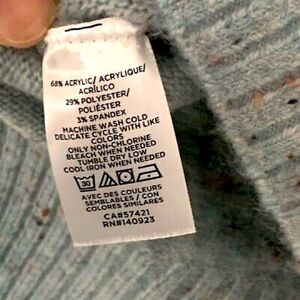 68% ACRYLIC/ ACRYLIQUE/
ACRÍLICO
29% POLYESTER/
POLIÉSTER
3% SPANDEX
MACHINE WASH COLD
DELICATE CYCLE WITH LIKE
COLORS
ONLY NON-CHLORINE
BLEACH WHEN NEEDED
TUMBLE DRY LOW
COOL IRON WHEN NEEDED
30
AVEC DES COULEURS
SEMBLABLES / CON
COLORES SIMILARES
CA#57421
RN#140923